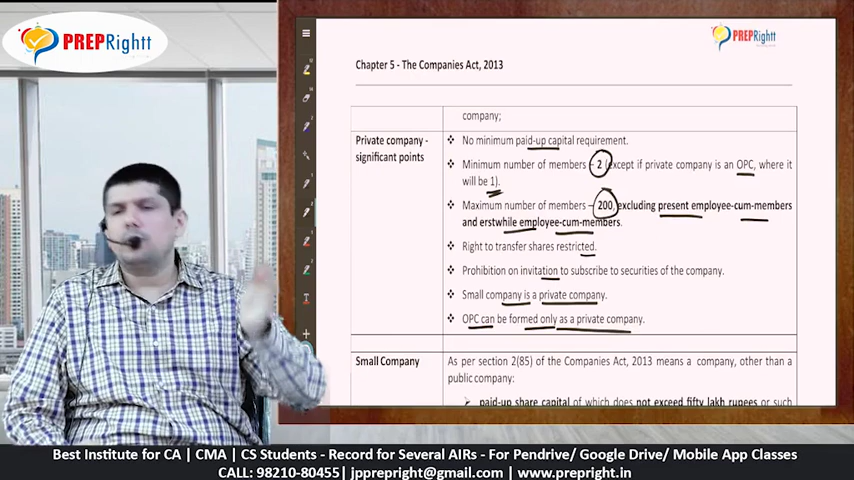 PREPRightt
PREPRightt
Chapter 5 - The Companies Act, 2013
company;
Private company -
significant points
❖ No minimum paid-up capital requirement.
❖ Minimum number of members – 2 (except if private company is an OPC, where it
will be 1).
❖ Maximum number of members – 200, excluding present employee-cum-members
and erstwhile employee-cum-members.
❖ Right to transfer shares restricted.
❖ Prohibition on invitation to subscribe to securities of the company.
❖ Small company is a private company.
❖ OPC can be formed only as a private company.
Small Company
As per section 2(85) of the Companies Act, 2013 means a company, other than a
public company:
➢ paid-up share capital of which does not exceed fifty lakh rupees or such
Best Institute for CA | CMA | CS Students - Record for Several AIRs - For Pendrive/ Google Drive/ Mobile App Classes
CALL: 98210-80455| jpprepright@gmail.com | www.prepright.in